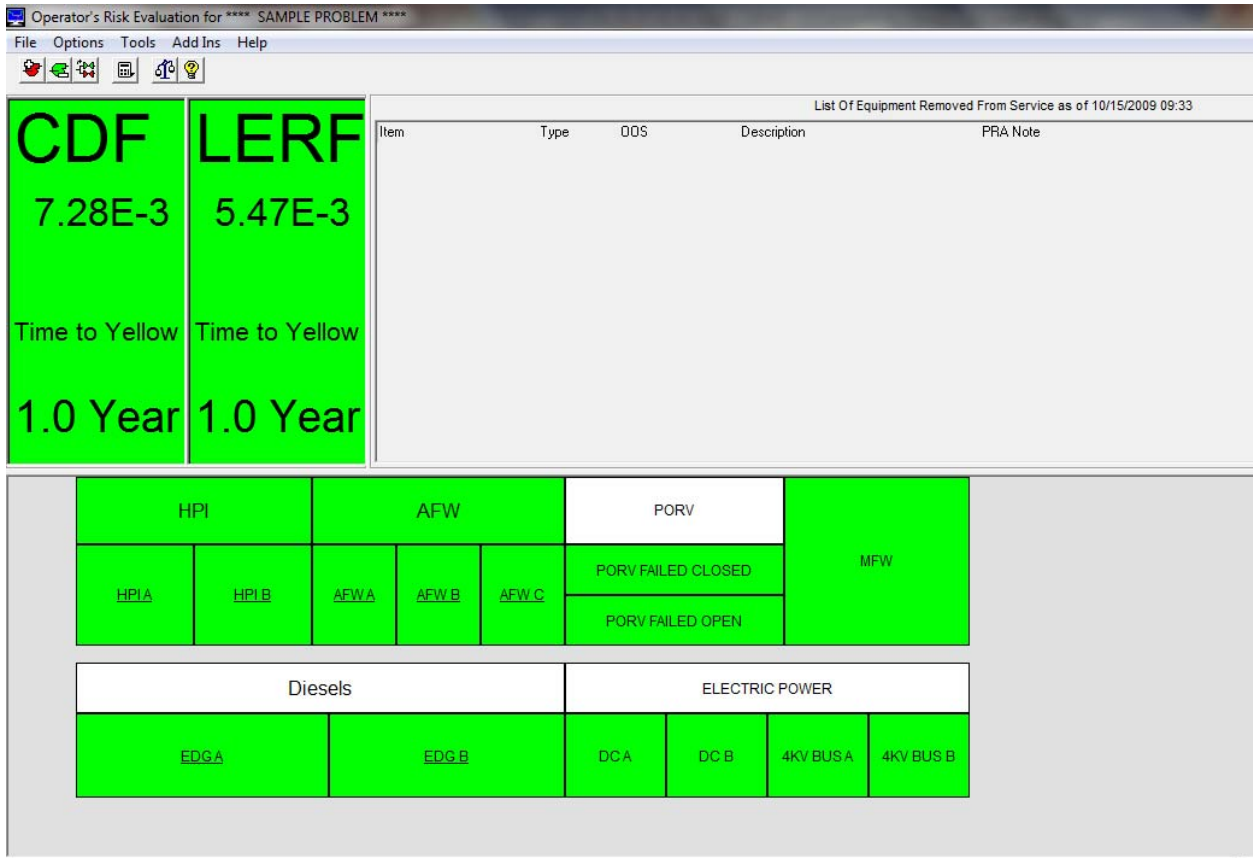 Operator's Risk Evaluation for **** SAMPLE PROBLEM ****
File Options Tools Add Ins Help
List Of Equipment Removed From Service as of 10/15/2009 09:33
Item Type OOS Description PRA Note
CDF LERF
7.28E-3 5.47E-3
Time to Yellow Time to Yellow
1.0 Year 1.0 Year
HPI AFW PORV MFW
HPI A HPI B AFW A AFW B AFW C
PORV FAILED CLOSED
PORV FAILED OPEN
Diesels ELECTRIC POWER
EDG A EDG B DC A DC B 4KV BUS A 4KV BUS B